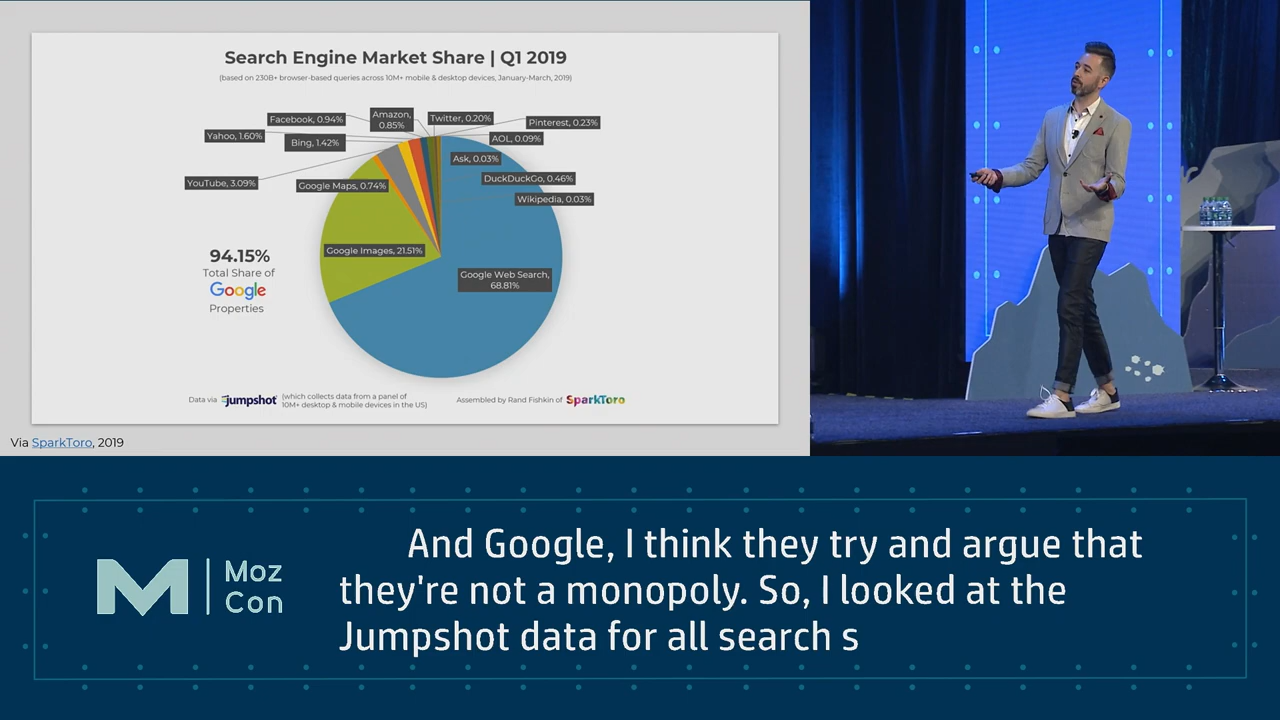 Search Engine Market Share | Q1 2019
(based on 230B+ browser-based queries across 10M+ mobile & desktop devices, January-March, 2019)
Facebook, 0.94%
Amazon,
0.85%
Twitter, 0.20%
Pinterest, 0.23%
Yahoo, 1.60%
Bing, 1.42%
AOL, 0.09%
Ask, 0.03%
YouTube, 3.09%
Google Maps, 0.74%
DuckDuckGo, 0.46%
Wikipedia, 0.03%
Google Images, 21.51%
94.15%
Total Share of
Google
Properties
Google Web Search,
68.81%
Data via Jumpshot (which collects data from a panel of
10M+ desktop & mobile devices in the US)
Assembled by Rand Fishkin of SparkToro
Via SparkToro, 2019
Moz
Con
And Google, I think they try and argue that
they're not a monopoly. So, I looked at the
Jumpshot data for all search s